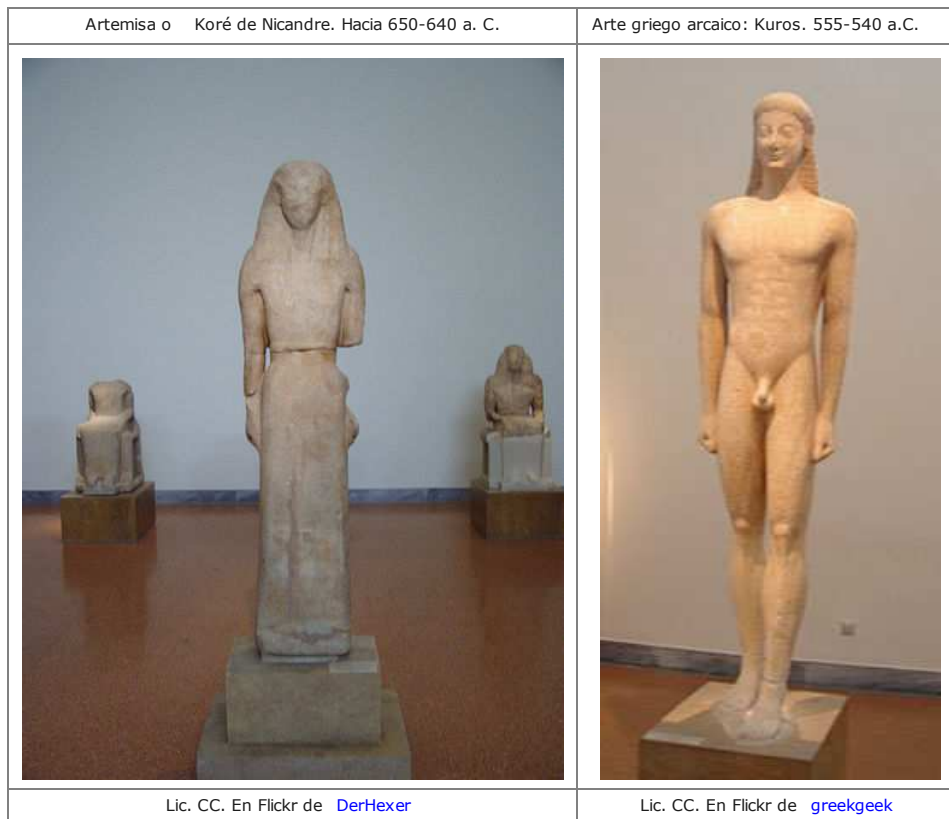 Artemisa o Koré de Nicandre. Hacia 650-640 a. C.
Arte griego arcaico: Kuros. 555-540 a.C.
Lic. CC. En Flickr de DerHexer
Lic. CC. En Flickr de greekgeek